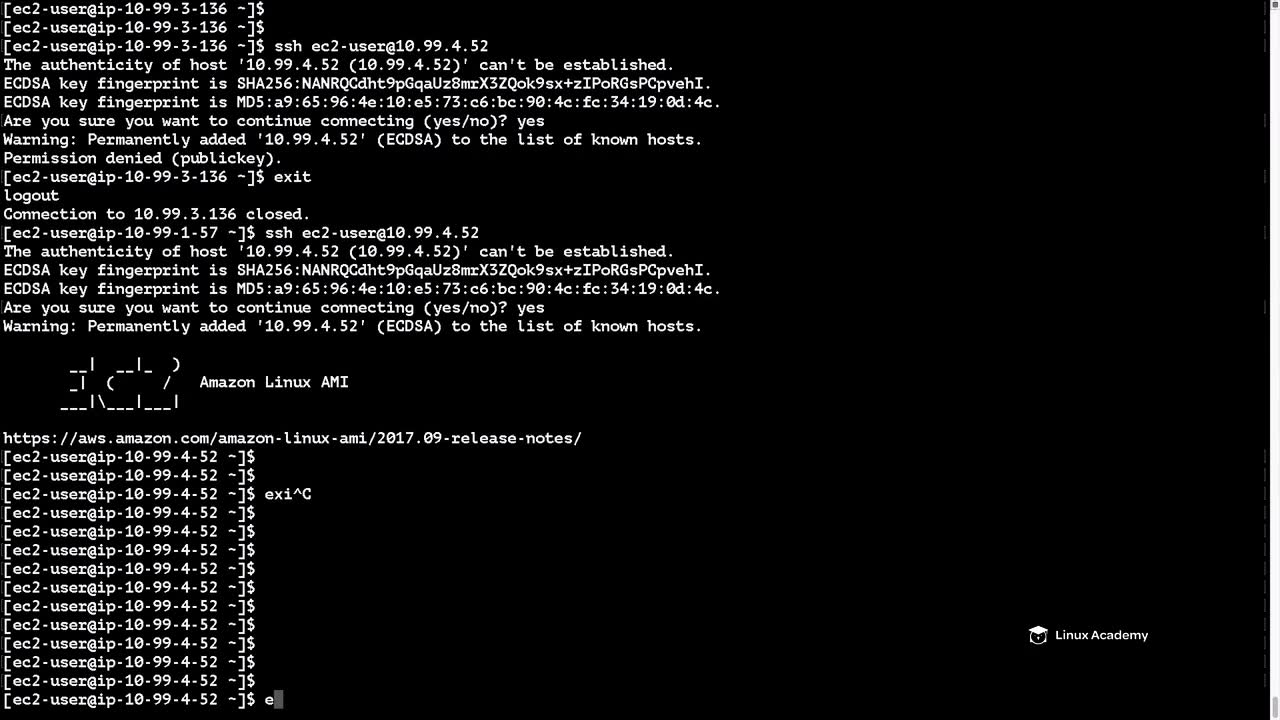 [ec2-user@ip-10-99-3-136 ~]$
[ec2-user@ip-10-99-3-136 ~]$
[ec2-user@ip-10-99-3-136 ~]$ ssh ec2-user@10.99.4.52
The authenticity of host '10.99.4.52 (10.99.4.52)' can't be established.
ECDSA key fingerprint is SHA256:NANRQCdht9pGqaUz8mrX3ZQok9sx+zIPoRGsPCpvehI.
ECDSA key fingerprint is MD5:a9:65:96:4e:10:e5:73:c6:bc:90:4c:fc:34:19:0d:4c.
Are you sure you want to continue connecting (yes/no)? yes
Warning: Permanently added '10.99.4.52' (ECDSA) to the list of known hosts.
Permission denied (publickey).
[ec2-user@ip-10-99-3-136 ~]$ exit
logout
Connection to 10.99.3.136 closed.
[ec2-user@ip-10-99-1-57 ~]$ ssh ec2-user@10.99.4.52
The authenticity of host '10.99.4.52 (10.99.4.52)' can't be established.
ECDSA key fingerprint is SHA256:NANRQCdht9pGqaUz8mrX3ZQok9sx+zIPoRGsPCpvehI.
ECDSA key fingerprint is MD5:a9:65:96:4e:10:e5:73:c6:bc:90:4c:fc:34:19:0d:4c.
Are you sure you want to continue connecting (yes/no)? yes
Warning: Permanently added '10.99.4.52' (ECDSA) to the list of known hosts.
       __|  __|_  )
       _|  (     /   Amazon Linux AMI
      ___|\___|___|
https://aws.amazon.com/amazon-linux-ami/2017.09-release-notes/
[ec2-user@ip-10-99-4-52 ~]$
[ec2-user@ip-10-99-4-52 ~]$
[ec2-user@ip-10-99-4-52 ~]$ exi^C
[ec2-user@ip-10-99-4-52 ~]$
[ec2-user@ip-10-99-4-52 ~]$
[ec2-user@ip-10-99-4-52 ~]$
[ec2-user@ip-10-99-4-52 ~]$
[ec2-user@ip-10-99-4-52 ~]$
[ec2-user@ip-10-99-4-52 ~]$
[ec2-user@ip-10-99-4-52 ~]$
[ec2-user@ip-10-99-4-52 ~]$
[ec2-user@ip-10-99-4-52 ~]$
[ec2-user@ip-10-99-4-52 ~]$
[ec2-user@ip-10-99-4-52 ~]$ e
Linux Academy